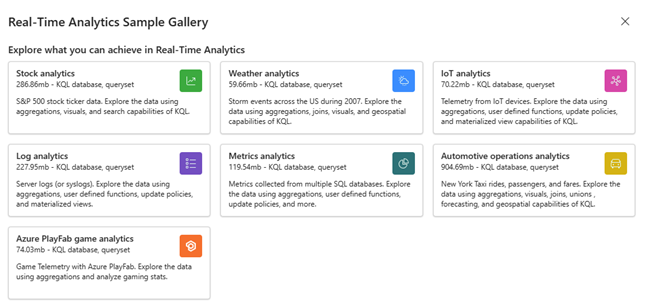 Real-Time Analytics Sample Gallery
Explore what you can achieve in Real-Time Analytics
Stock analytics
286.86mb - KQL database, queryset
S&P 500 stock ticker data. Explore the data using
aggregations, visuals, and search capabilities of KQL.
Weather analytics
59.66mb - KQL database, queryset
Storm events across the US during 2007. Explore the
data using aggregations, joins, visuals, and geospatial
capabilities of KQL.
IoT analytics
70.22mb - KQL database, queryset
Telemetry from IoT devices. Explore the data using
aggregations, user defined functions, update policies,
and materialized view capabilities of KQL.
Log analytics
227.95mb - KQL database, queryset
Server logs (or syslogs). Explore the data using
aggregations, user defined functions, update policies,
and materialized views.
Metrics analytics
119.54mb - KQL database, queryset
Metrics collected from multiple SQL databases. Explore
the data using aggregations, user defined functions,
update policies, and more.
Automotive operations analytics
904.69mb - KQL database, queryset
New York Taxi rides, passengers, and fares. Explore the
data using aggregations, visuals, joins, unions ,
forecasting, and geospatial capabilities of KQL.
Azure PlayFab game analytics
74.03mb - KQL database, queryset
Game Telemetry with Azure PlayFab. Explore the data
using aggregations and analyze gaming stats.